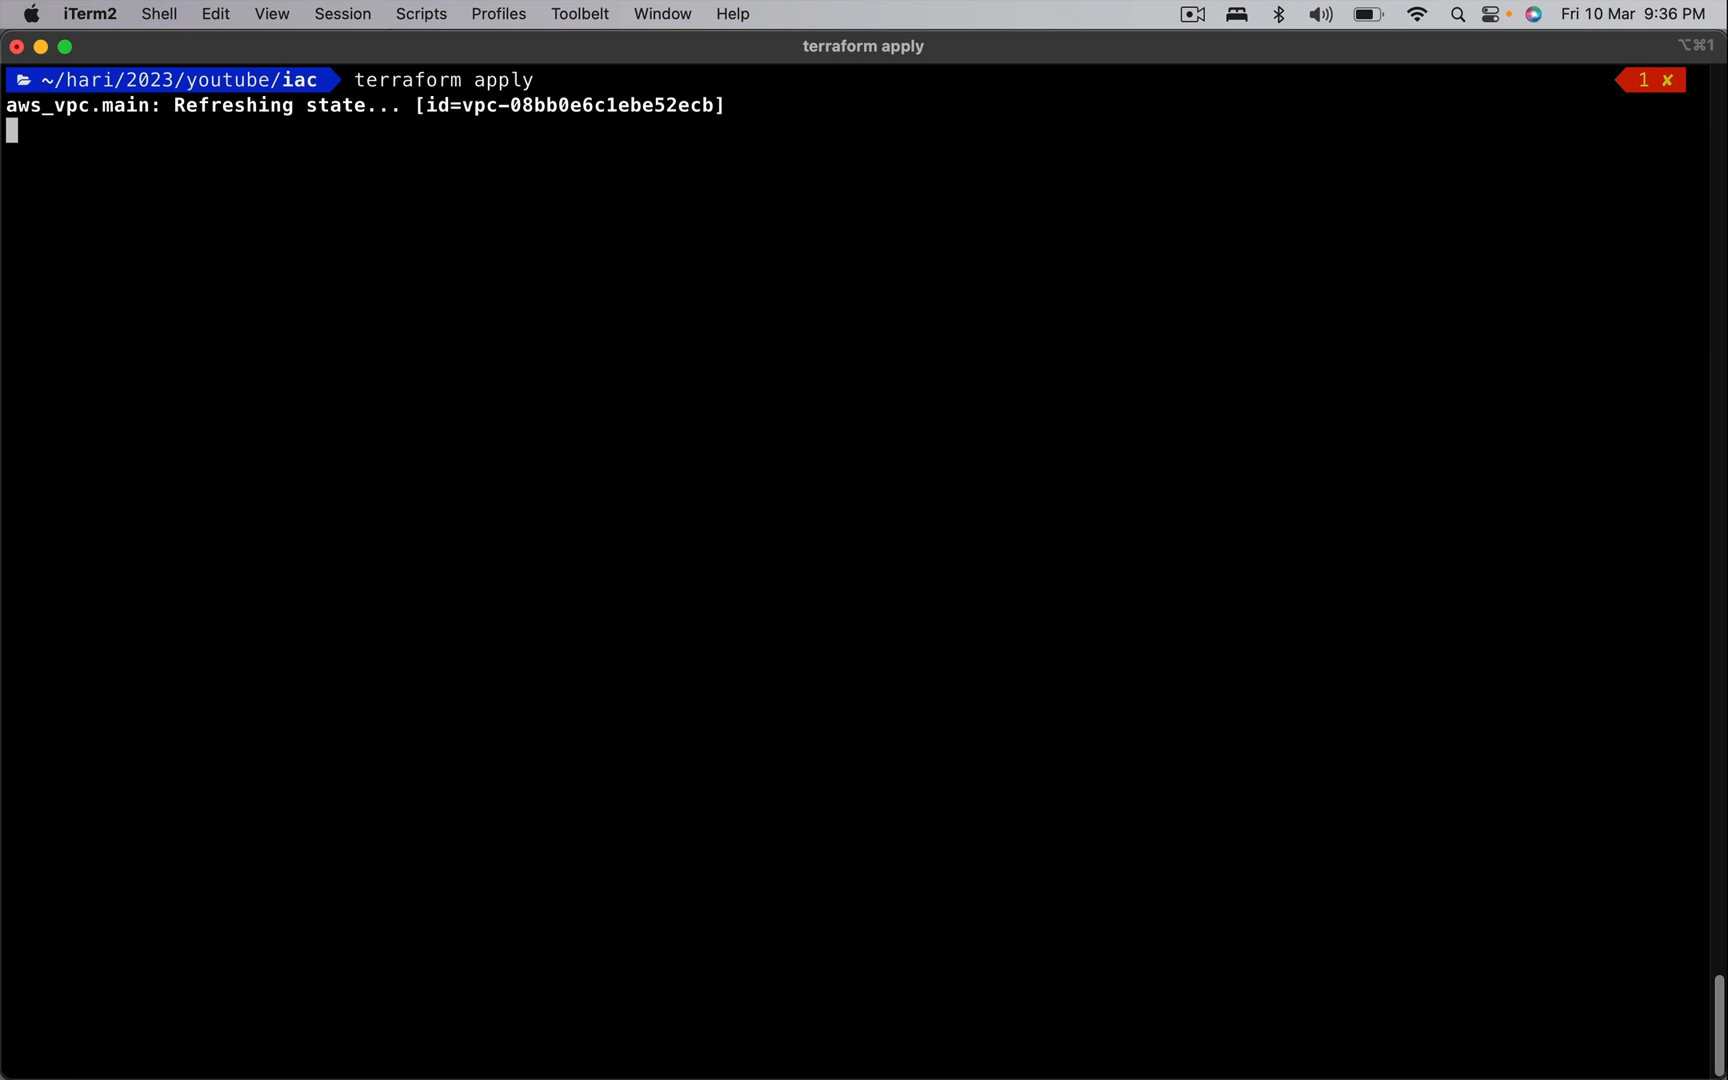 iTerm2 Shell Edit View Session Scripts Profiles Toolbelt Window Help Fri 10 Mar 9:36 PM
terraform apply ⌥⌘1
~/hari/2023/youtube/iac terraform apply 1 ✘
aws_vpc.main: Refreshing state... [id=vpc-08bb0e6c1ebe52ecb]